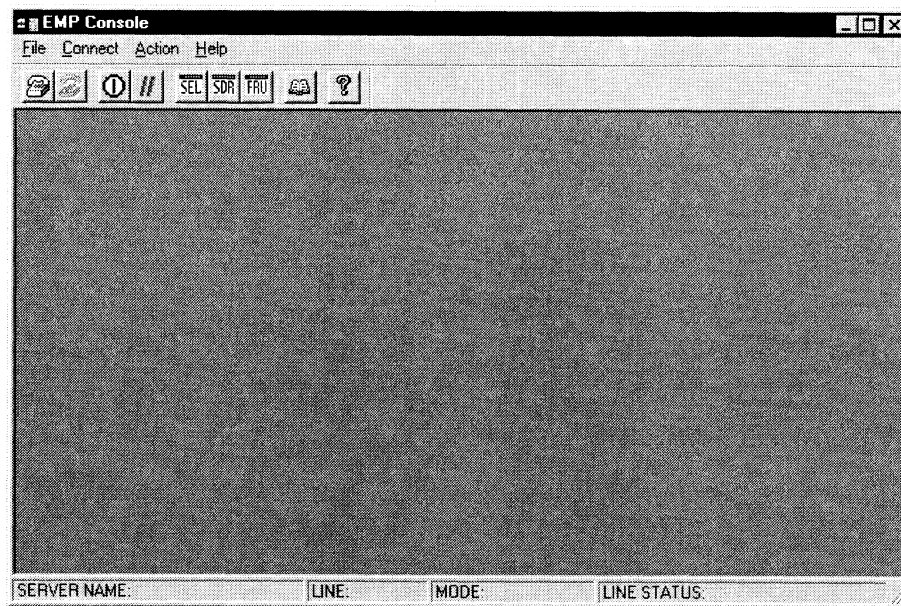 EMP Console
File Connect Action Help
SEL SDR FRU ?
SERVER NAME: LINE: MODE: LINE STATUS: